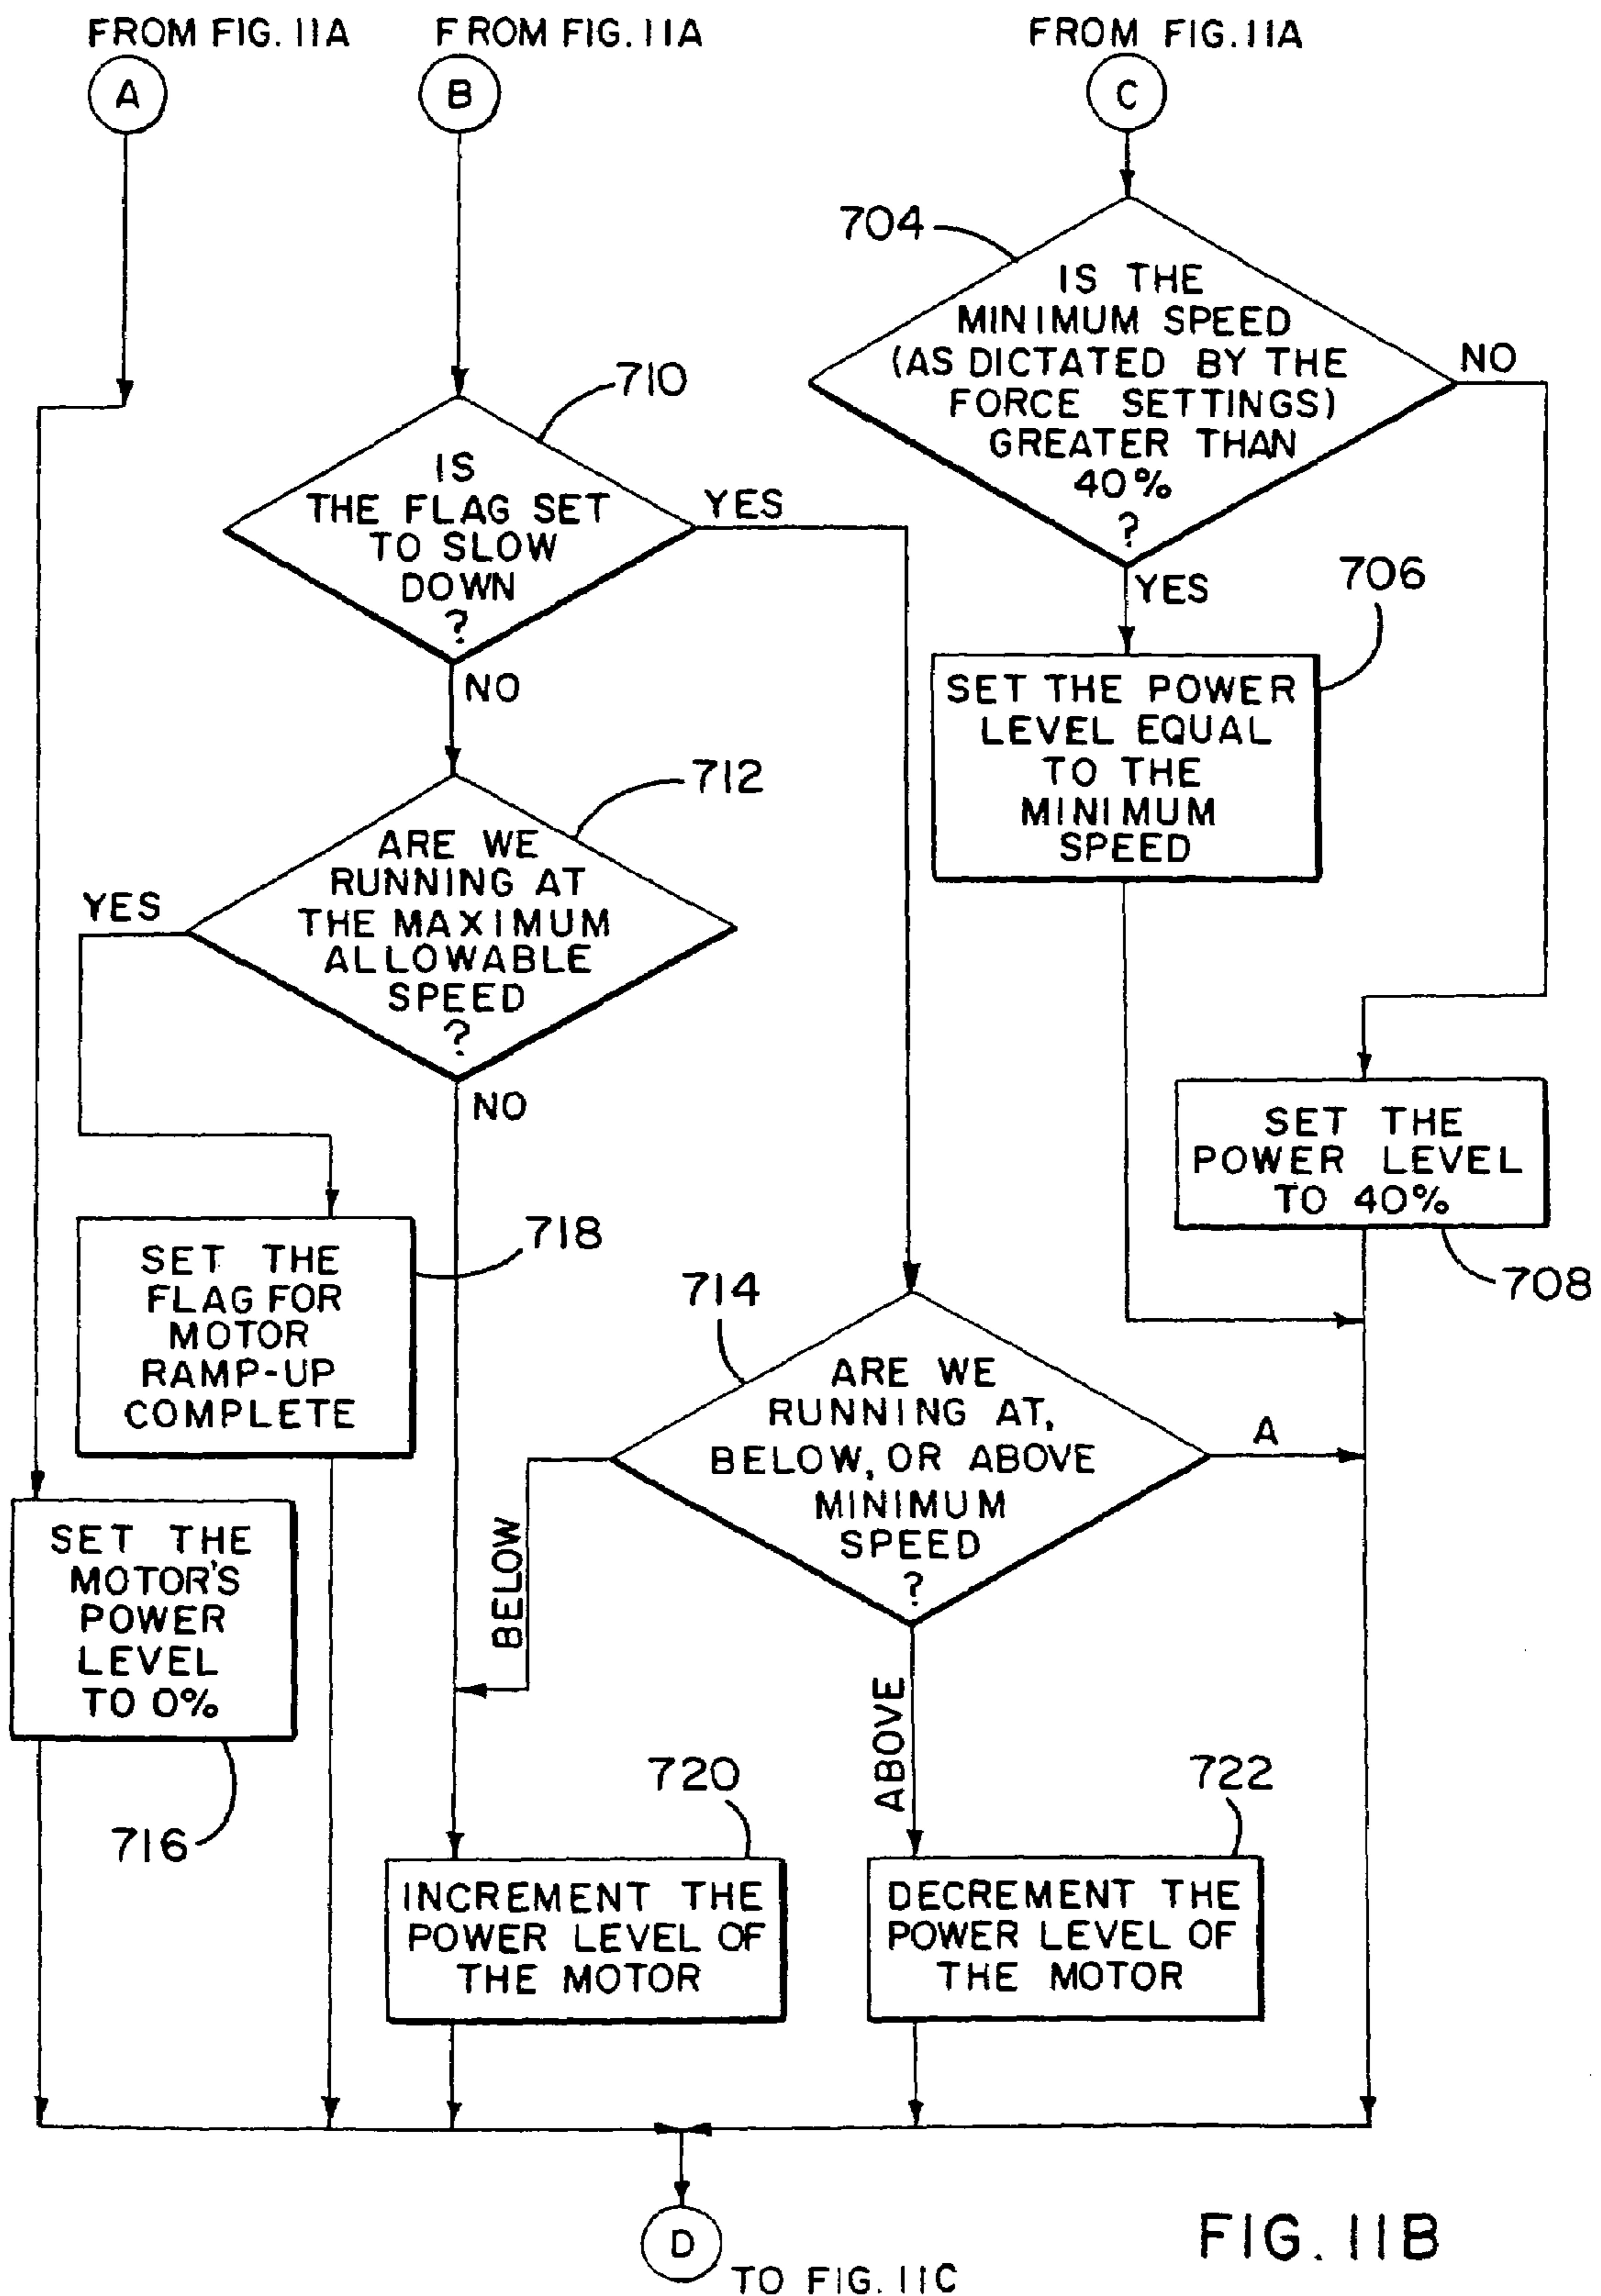 FROM FIG. 11A
FROM FIG. 11A
FROM FIG. 11A
A
B
C
704
IS THE
MINIMUM SPEED
(AS DICTATED BY THE
FORCE SETTINGS)
GREATER THAN
40%
?
NO
YES
710
IS
THE FLAG SET
TO SLOW
DOWN
?
YES
NO
706
SET THE POWER
LEVEL EQUAL
TO THE
MINIMUM
SPEED
712
ARE WE
RUNNING AT
THE MAXIMUM
ALLOWABLE
SPEED
?
YES
NO
SET THE
POWER LEVEL
TO 40%
708
718
SET THE
FLAG FOR
MOTOR
RAMP-UP
COMPLETE
714
ARE WE
RUNNING AT,
BELOW, OR ABOVE
MINIMUM
SPEED
?
A
BELOW
ABOVE
SET THE
MOTOR'S
POWER
LEVEL
TO 0%
716
720
INCREMENT THE
POWER LEVEL OF
THE MOTOR
722
DECREMENT THE
POWER LEVEL OF
THE MOTOR
D
TO FIG. 11C
FIG. 11B